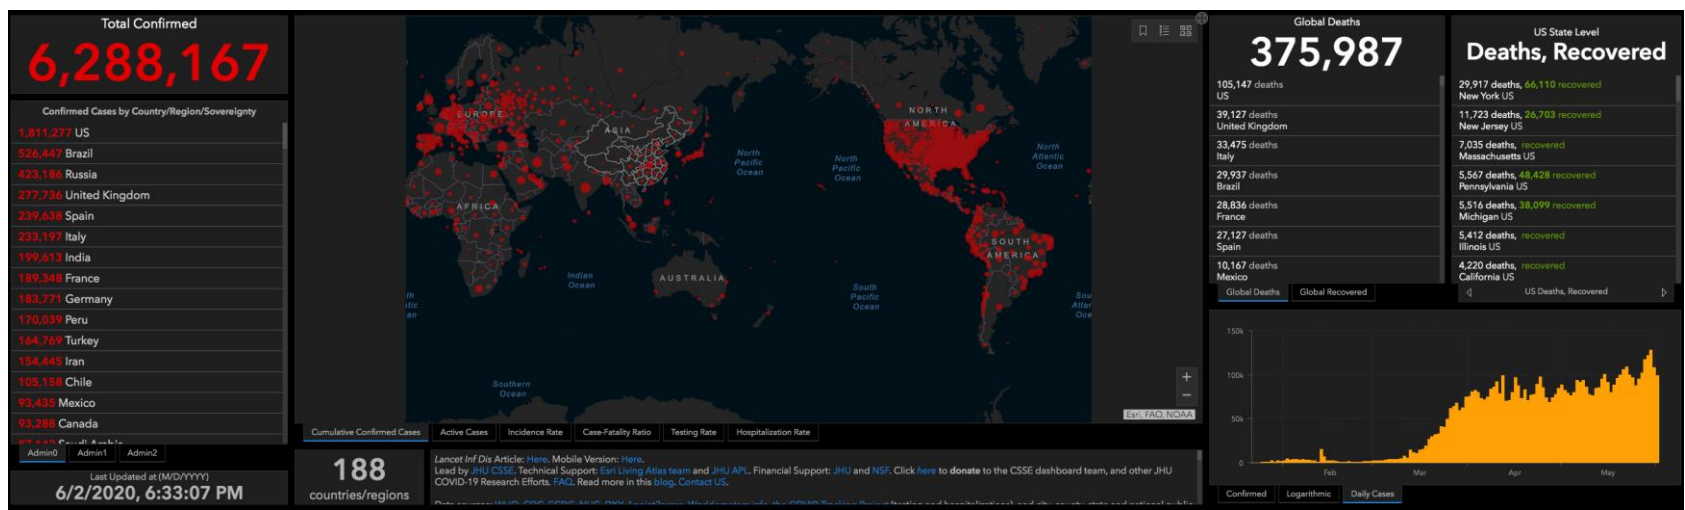 Total Confirmed
6,288,167
Confirmed Cases by Country/Region/Sovereignty
1,811,277 US
526,447 Brazil
423,186 Russia
277,736 United Kingdom
239,638 Spain
233,197 Italy
199,613 India
189,348 France
183,771 Germany
170,039 Peru
164,769 Turkey
154,445 Iran
105,158 Chile
93,435 Mexico
93,288 Canada
Admin0 Admin1 Admin2
Last Updated at (M/D/YYYY)
6/2/2020, 6:33:07 PM
EUROPE
ASIA
AFRICA
AUSTRALIA
NORTH
AMERICA
SOUTH
AMERICA
North
Pacific
Ocean
North
Pacific
Ocean
North
Atlantic
Ocean
Indian
Ocean
South
Pacific
Ocean
Southern
Ocean
+
−
Esri, FAO, NOAA
Cumulative Confirmed Cases Active Cases Incidence Rate Case-Fatality Ratio Testing Rate Hospitalization Rate
188
countries/regions
Lancet Inf Dis Article: Here. Mobile Version: Here.
Lead by JHU CSSE. Technical Support: Esri Living Atlas team and JHU APL. Financial Support: JHU and NSF. Click here to donate to the CSSE dashboard team, and other JHU
COVID-19 Research Efforts. FAQ. Read more in this blog. Contact US.
Global Deaths
375,987
105,147 deaths
US
39,127 deaths
United Kingdom
33,475 deaths
Italy
29,937 deaths
Brazil
28,836 deaths
France
27,127 deaths
Spain
10,167 deaths
Mexico
Global Deaths Global Recovered
US State Level
Deaths, Recovered
29,917 deaths, 66,110 recovered
New York US
11,723 deaths, 26,703 recovered
New Jersey US
7,035 deaths, recovered
Massachusetts US
5,567 deaths, 48,428 recovered
Pennsylvania US
5,516 deaths, 38,099 recovered
Michigan US
5,412 deaths, recovered
Illinois US
4,220 deaths, recovered
California US
US Deaths, Recovered
150k
100k
50k
0
Feb Mar Apr May
Confirmed Logarithmic Daily Cases